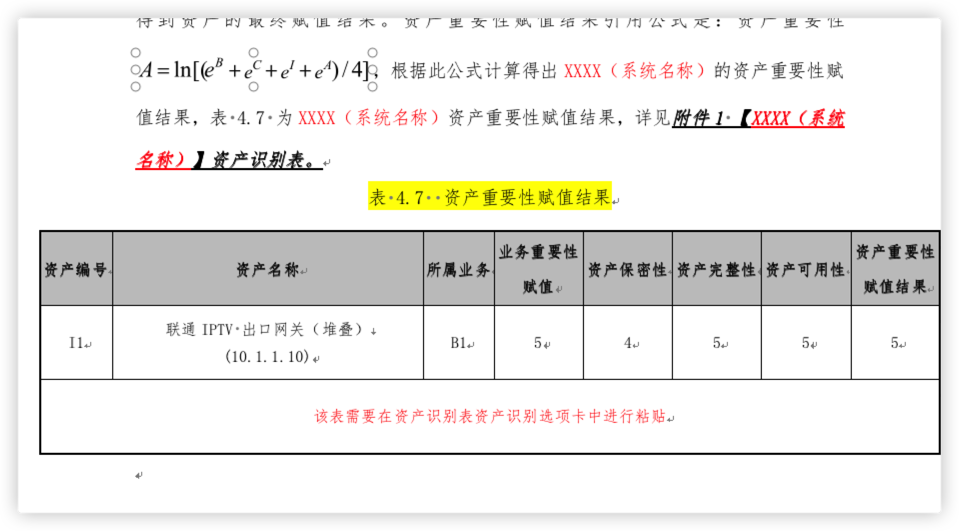 得到资产的最终赋值结果。资产重要性赋值结果引用公式是：资产重要性
A = ln[(e^B + e^C + e^I + e^A) / 4]，根据此公式计算得出 XXXX（系统名称）的资产重要性赋
值结果，表 4.7 为 XXXX（系统名称）资产重要性赋值结果，详见附件 1 【XXXX（系统
名称）】资产识别表。
表 4.7 资产重要性赋值结果
资产编号 资产名称 所属业务 业务重要性赋值 资产保密性 资产完整性 资产可用性 资产重要性赋值结果
I1 联通 IPTV 出口网关（堆叠） B1 5 4 5 5 5
(10.1.1.10)
该表需要在资产识别表资产识别选项卡中进行粘贴